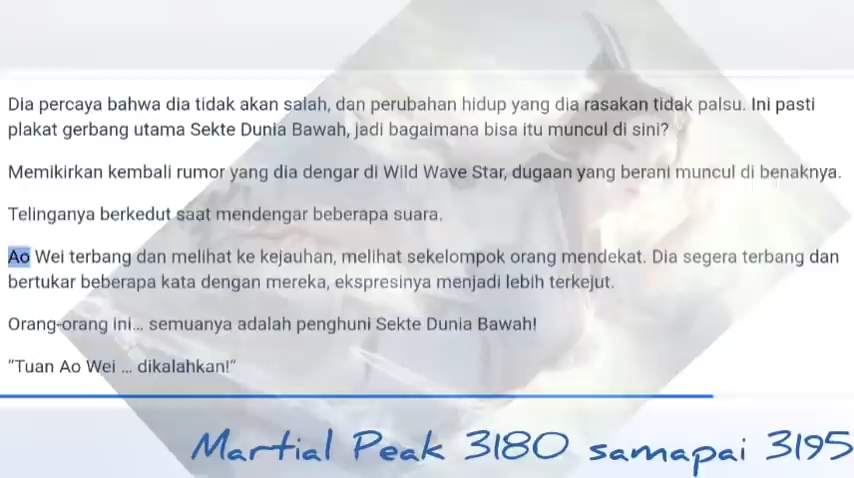 Dia percaya bahwa dia tidak akan salah, dan perubahan hidup yang dia rasakan tidak palsu. Ini pasti
plakat gerbang utama Sekte Dunia Bawah, jadi bagaimana bisa itu muncul di sini?
Memikirkan kembali rumor yang dia dengar di Wild Wave Star, dugaan yang berani muncul di benaknya.
Telinganya berkedut saat mendengar beberapa suara.
Ao Wei terbang dan melihat ke kejauhan, melihat sekelompok orang mendekat. Dia segera terbang dan
bertukar beberapa kata dengan mereka, ekspresinya menjadi lebih terkejut.
Orang-orang ini... semuanya adalah penghuni Sekte Dunia Bawah!
"Tuan Ao Wei ... dikalahkan!"
Martial Peak 3180 samapai 3195